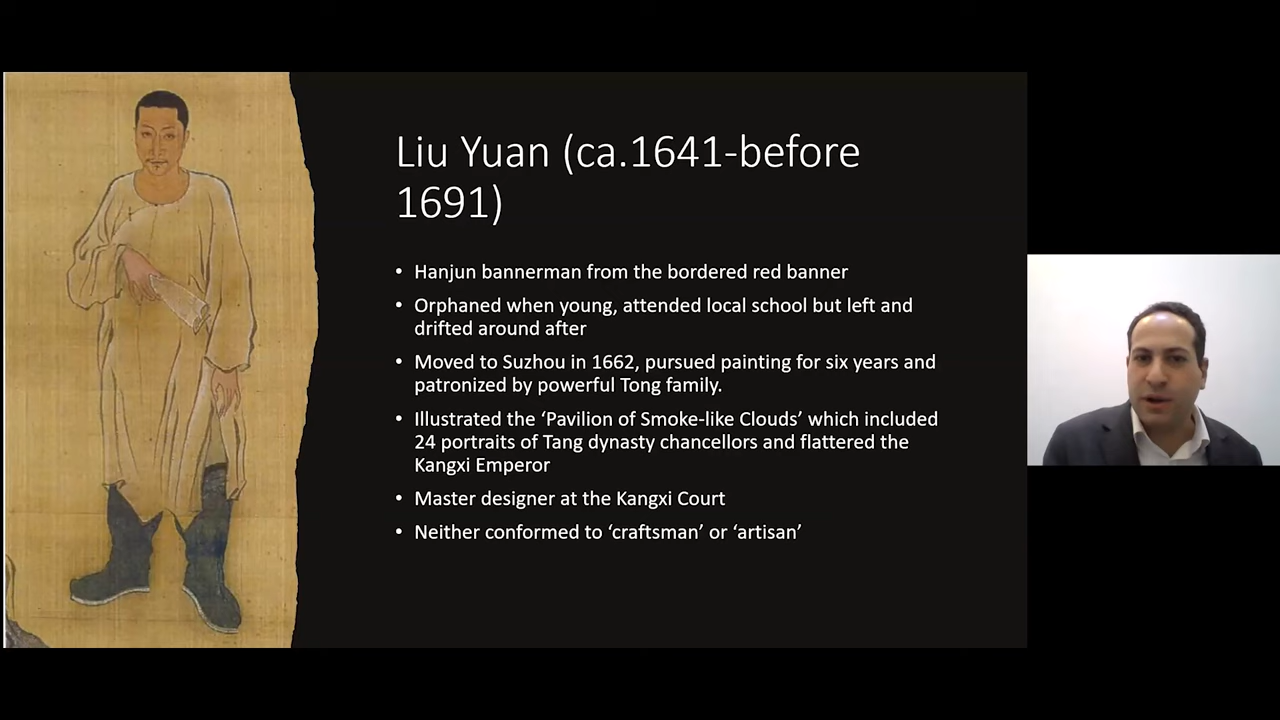 Liu Yuan (ca.1641-before
1691)
• Hanjun bannerman from the bordered red banner
• Orphaned when young, attended local school but left and
drifted around after
• Moved to Suzhou in 1662, pursued painting for six years and
patronized by powerful Tong family.
• Illustrated the ‘Pavilion of Smoke-like Clouds’ which included
24 portraits of Tang dynasty chancellors and flattered the
Kangxi Emperor
• Master designer at the Kangxi Court
• Neither conformed to ‘craftsman’ or ‘artisan’